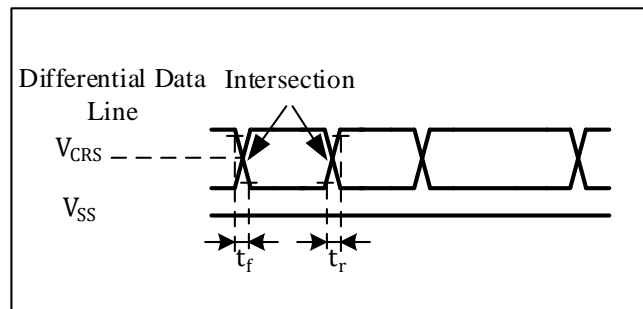 Differential Data Intersection
Line
VCRS
VSS
tf tr